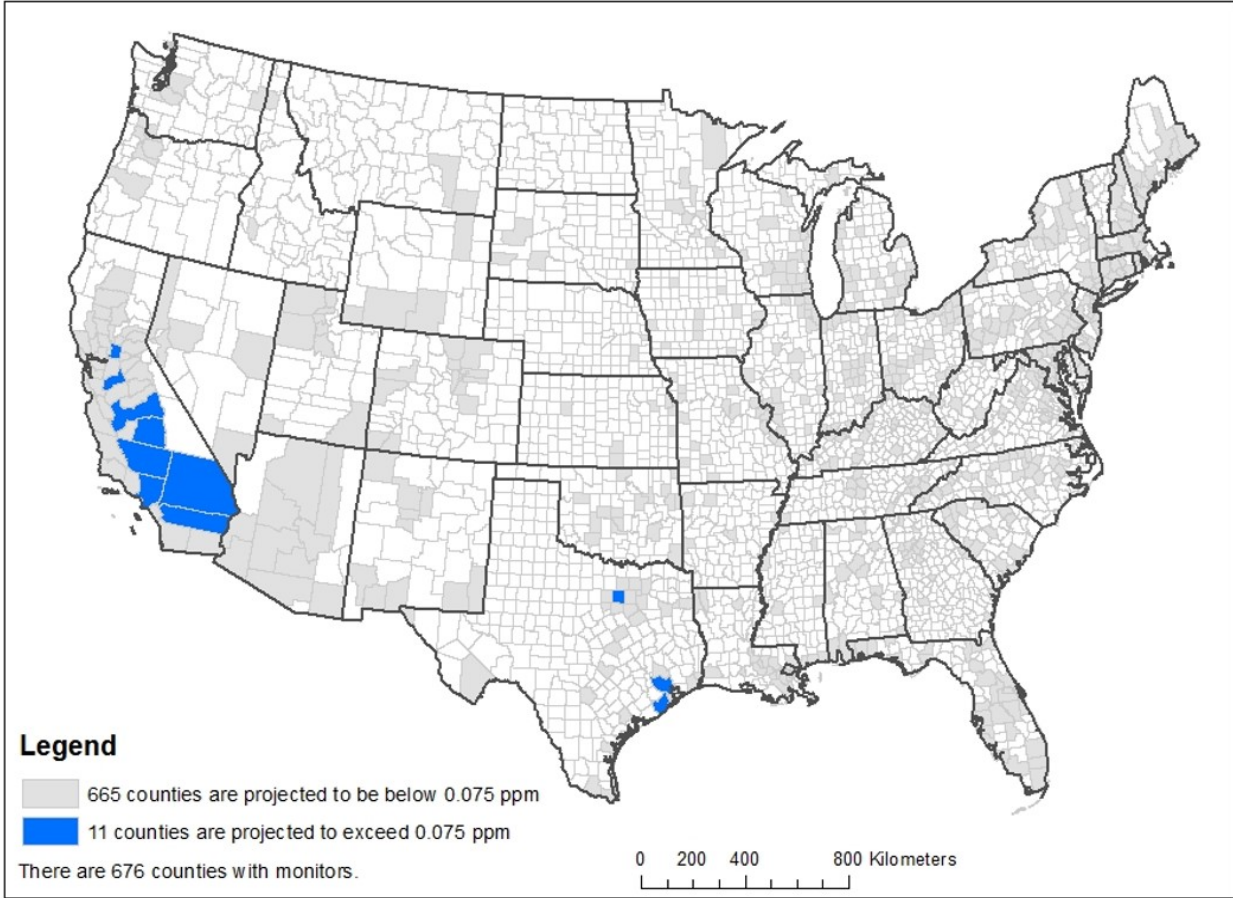 Legend
665 counties are projected to be below 0.075 ppm
11 counties are projected to exceed 0.075 ppm
There are 676 counties with monitors.
0 200 400 800 Kilometers